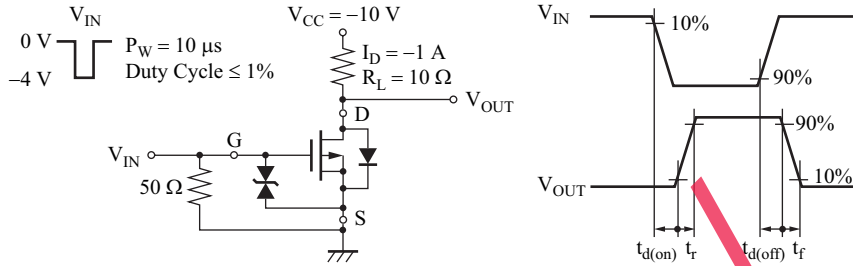 V_IN
0 V
−4 V
P_W = 10 μs
Duty Cycle ≤ 1%
V_CC = −10 V
I_D = −1 A
R_L = 10 Ω
V_OUT
D
G
V_IN
50 Ω
S
V_IN
10%
90%
90%
V_OUT
10%
t_d(on) t_r t_d(off) t_f